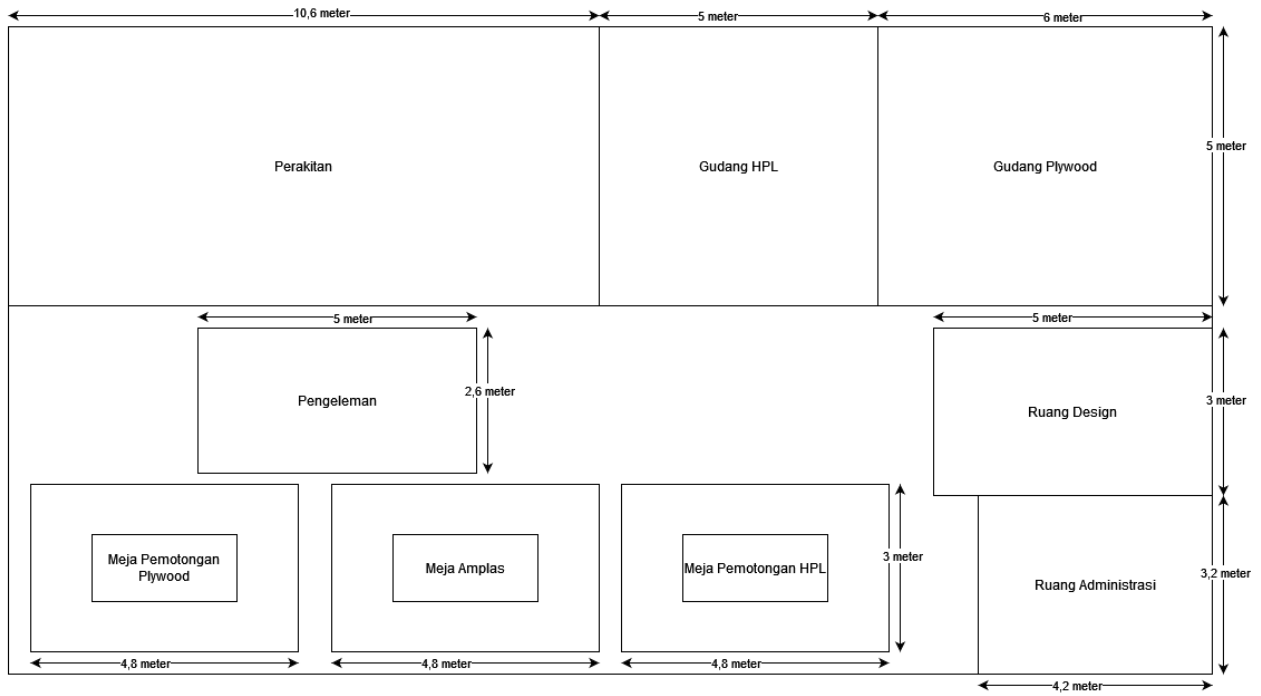 10,6 meter
5 meter
6 meter
Perakitan
Gudang HPL
Gudang Plywood
5 meter
5 meter
5 meter
Pengeleman
2,6 meter
Ruang Design
3 meter
Meja Pemotongan
Plywood
Meja Amplas
Meja Pemotongan HPL
3 meter
Ruang Administrasi
3,2 meter
4,8 meter
4,8 meter
4,8 meter
4,2 meter